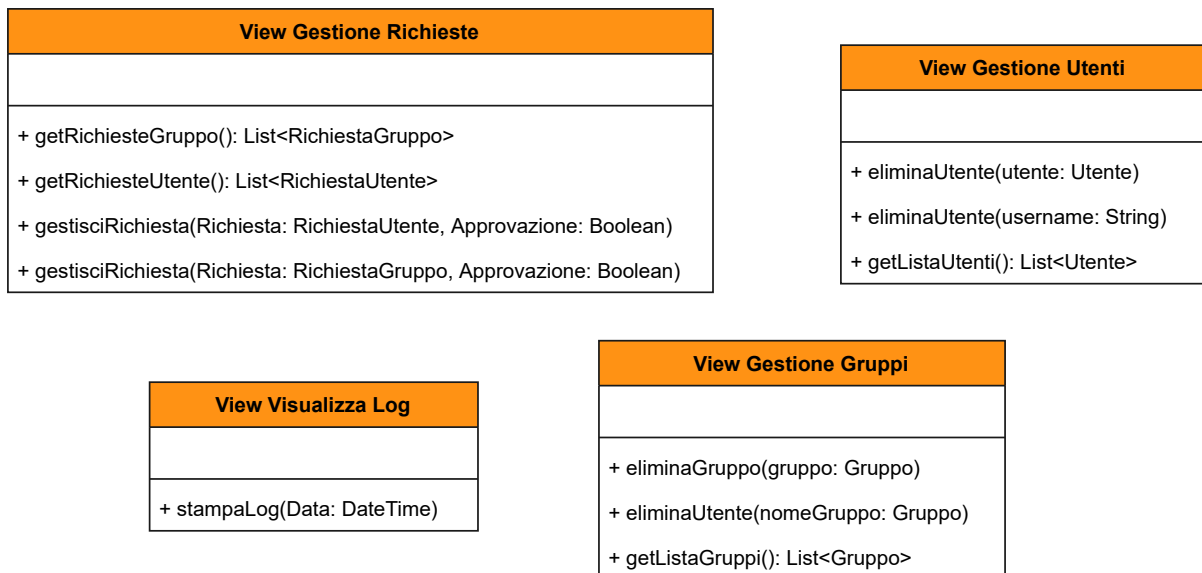 View Gestione Richieste
+ getRichiesteGruppo(): List<RichiestaGruppo>
+ getRichiesteUtente(): List<RichiestaUtente>
+ gestisciRichiesta(Richiesta: RichiestaUtente, Approvazione: Boolean)
+ gestisciRichiesta(Richiesta: RichiestaGruppo, Approvazione: Boolean)
View Gestione Utenti
+ eliminaUtente(utente: Utente)
+ eliminaUtente(username: String)
+ getListaUtenti(): List<Utente>
View Visualizza Log
+ stampaLog(Data: DateTime)
View Gestione Gruppi
+ eliminaGruppo(gruppo: Gruppo)
+ eliminaUtente(nomeGruppo: Gruppo)
+ getListaGruppi(): List<Gruppo>